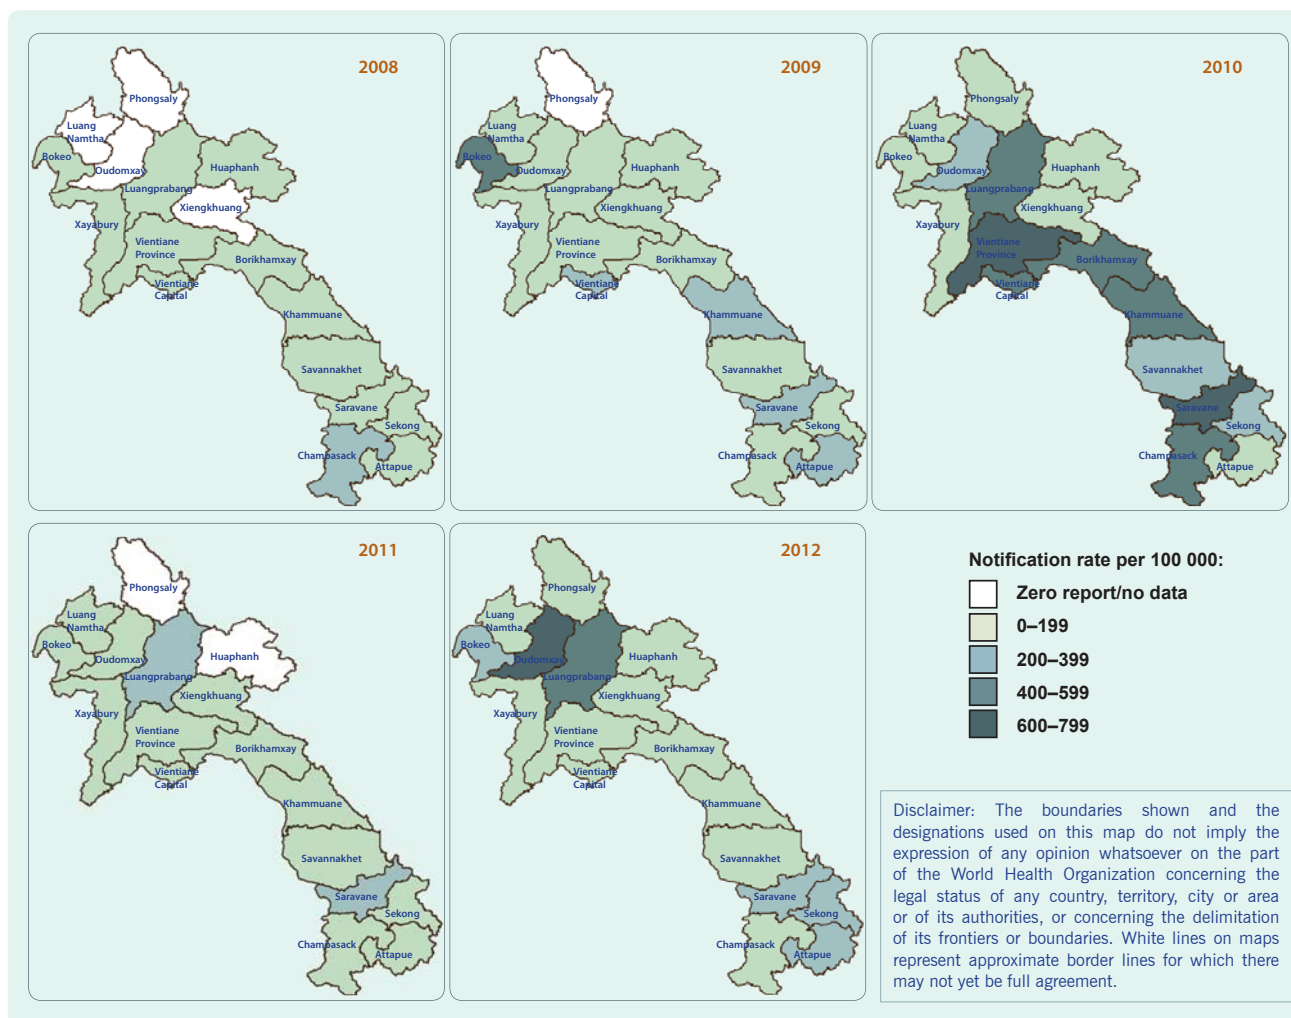 2008
Phongsaly
Luang
Namtha
Bokeo
Oudomxay
Huaphanh
Luangprabang
Xiengkhuang
Xayabury
Vientiane
Province
Borikhamxay
Vientiane
Capital
Khammuane
Savannakhet
Saravane
Sekong
Champasack
Attapue
2009
Phongsaly
Luang
Namtha
Bokeo
Oudomxay
Huaphanh
Luangprabang
Xiengkhuang
Xayabury
Vientiane
Province
Borikhamxay
Vientiane
Capital
Khammuane
Savannakhet
Saravane
Sekong
Champasack
Attapue
2010
Phongsaly
Luang
Namtha
Bokeo
Oudomxay
Huaphanh
Luangprabang
Xiengkhuang
Xayabury
Vientiane
Province
Borikhamxay
Vientiane
Capital
Khammuane
Savannakhet
Saravane
Sekong
Champasack
Attapue
2011
Phongsaly
Luang
Namtha
Bokeo
Oudomxay
Huaphanh
Luangprabang
Xiengkhuang
Xayabury
Vientiane
Province
Borikhamxay
Vientiane
Capital
Khammuane
Savannakhet
Saravane
Sekong
Champasack
Attapue
2012
Phongsaly
Luang
Namtha
Bokeo
Oudomxay
Huaphanh
Luangprabang
Xiengkhuang
Xayabury
Vientiane
Province
Borikhamxay
Vientiane
Capital
Khammuane
Savannakhet
Saravane
Sekong
Champasack
Attapue
Notification rate per 100 000:
Zero report/no data
0–199
200–399
400–599
600–799
Disclaimer: The boundaries shown and the
designations used on this map do not imply the
expression of any opinion whatsoever on the part
of the World Health Organization concerning the
legal status of any country, territory, city or area
or of its authorities, or concerning the delimitation
of its frontiers or boundaries. White lines on maps
represent approximate border lines for which there
may not yet be full agreement.